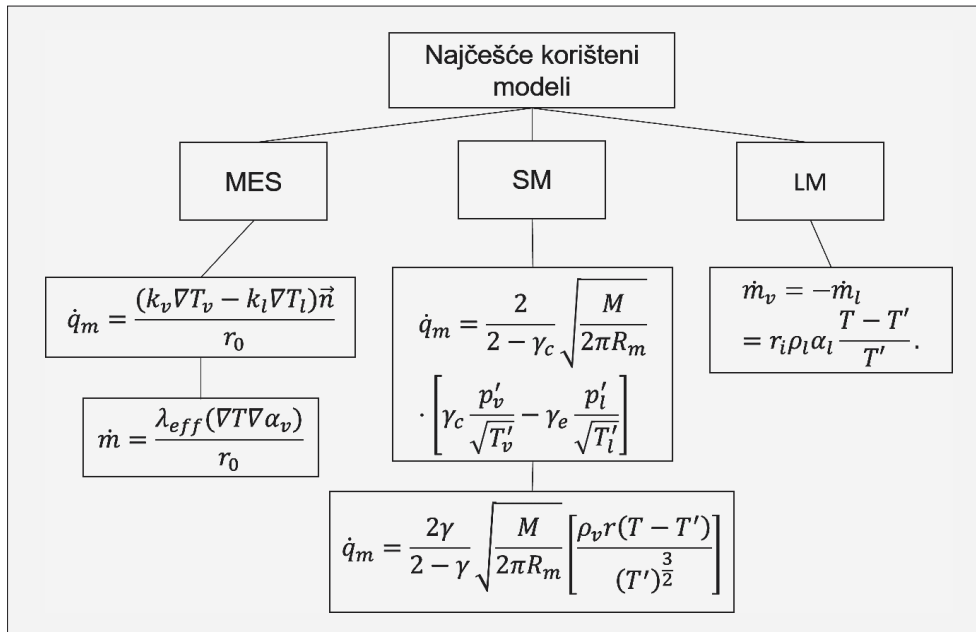 Najčešće korišteni
modeli
MES
SM
LM
q̇_m = (k_v∇T_v − k_l∇T_l)n⃗ / r_0
ṁ = λ_eff(∇T∇α_v) / r_0
q̇_m = 2 / (2 − γ_c) √(M / (2πR_m))
· [γ_c p′_v / √(T′_v) − γ_e p′_l / √(T′_l)]
q̇_m = 2γ / (2 − γ) √(M / (2πR_m)) [ρ_v r(T − T′) / (T′)^(3/2)]
ṁ_v = −ṁ_l
= r_i ρ_l α_l (T − T′) / T′ .